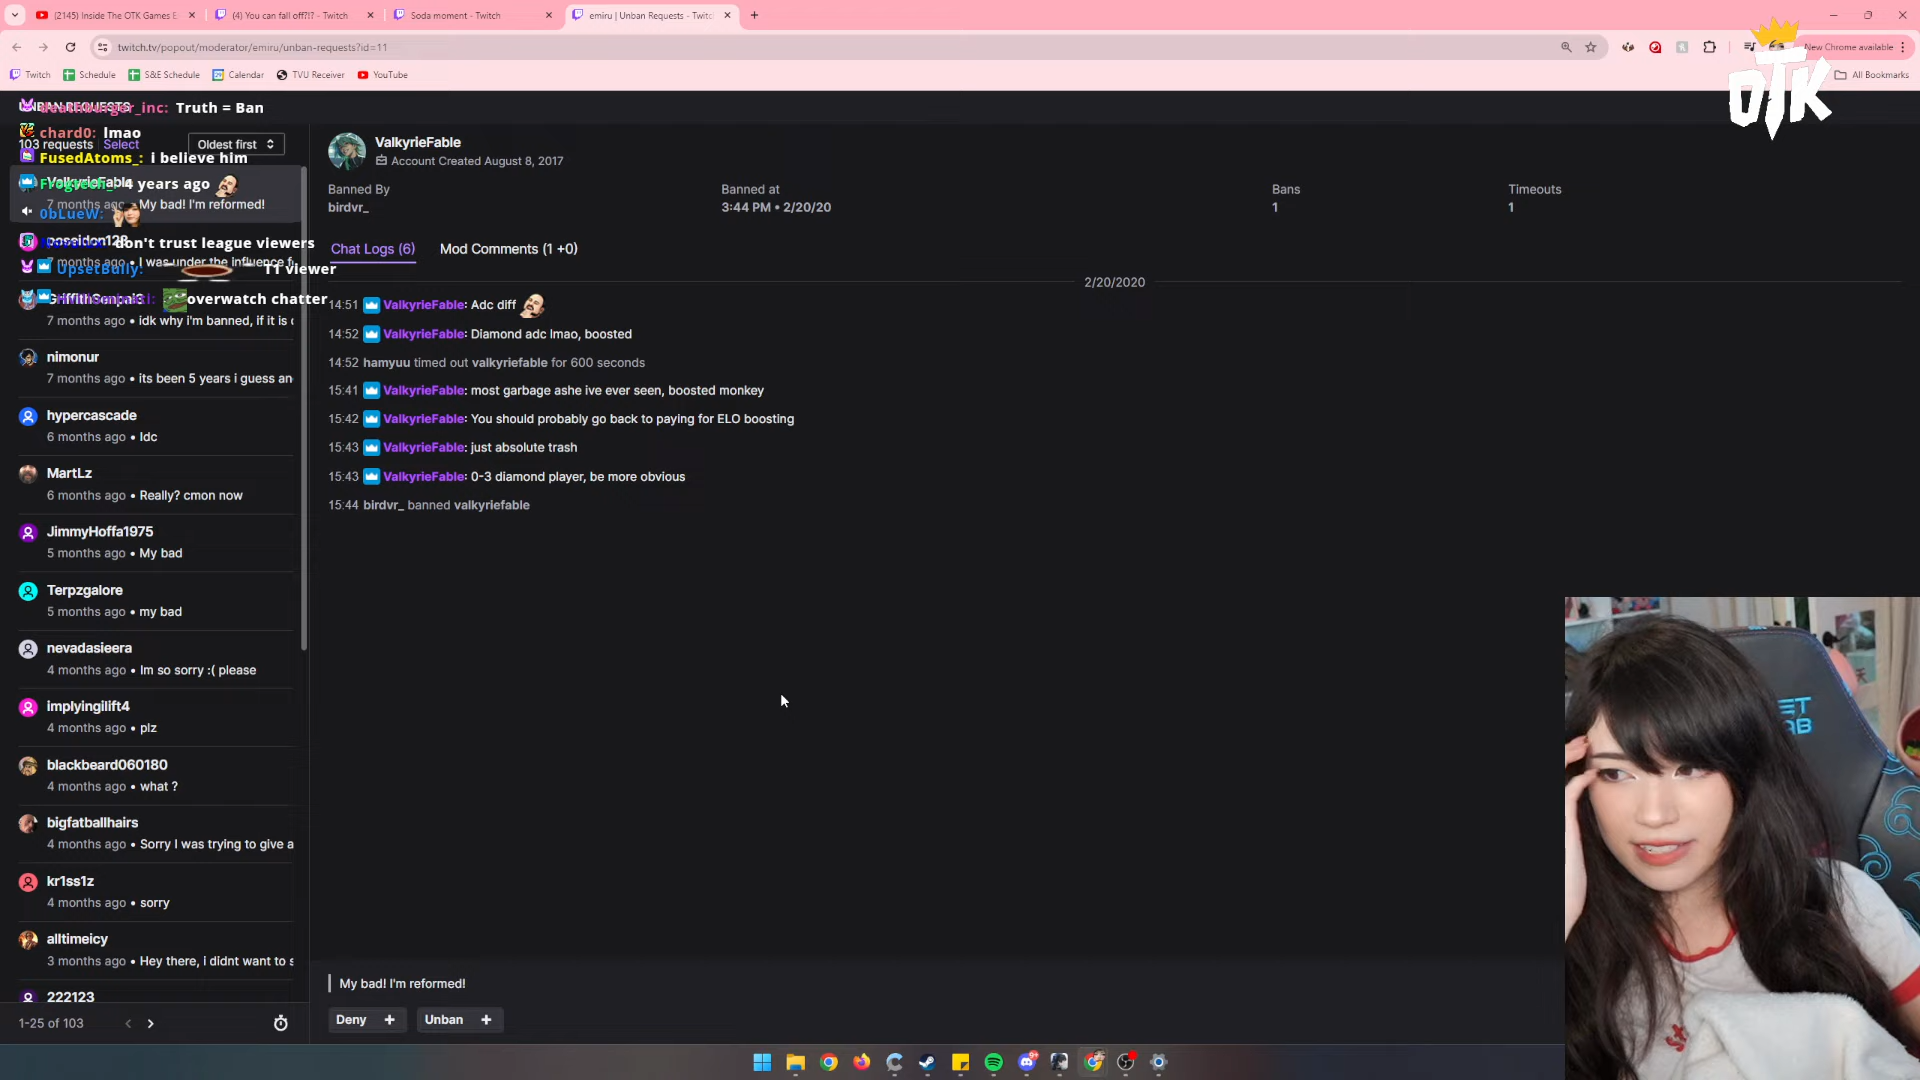 (2145) Inside The OTK Games E
(4) You can fall off?!? - Twitch
Soda moment - Twitch
emiru | Unban Requests - Twitc
twitch.tv/popout/moderator/emiru/unban-requests?id=11
New Chrome available
Twitch
Schedule
S&E Schedule
Calendar
TVU Receiver
YouTube
All Bookmarks
OTK
UNBAN REQUESTS
deathburger_inc: Truth = Ban
chard0: lmao
103 requests Select
Oldest first
FusedAtoms_: i believe him
ValkyrieFable
4 years ago
7 months ago • My bad! I'm reformed!
0bLueW:
poseidon123
don't trust league viewers
7 months ago • I was under the influence f
UpsetBully: T1 viewer
GriffithSenpai3
overwatch chatter
7 months ago • idk why i'm banned, if it is c
nimonur
7 months ago • its been 5 years i guess an
hypercascade
6 months ago • Idc
MartLz
6 months ago • Really? cmon now
JimmyHoffa1975
5 months ago • My bad
Terpzgalore
5 months ago • my bad
nevadasieera
4 months ago • Im so sorry :( please
implyingilift4
4 months ago • plz
blackbeard060180
4 months ago • what ?
bigfatballhairs
4 months ago • Sorry I was trying to give a
kr1ss1z
4 months ago • sorry
alltimeicy
3 months ago • Hey there, i didnt want to s
222123
1-25 of 103
ValkyrieFable
Account Created August 8, 2017
Banned By
birdvr_
Banned at
3:44 PM • 2/20/20
Bans
1
Timeouts
1
Chat Logs (6)
Mod Comments (1 +0)
2/20/2020
14:51 ValkyrieFable: Adc diff
14:52 ValkyrieFable: Diamond adc lmao, boosted
14:52 hamyuu timed out valkyriefable for 600 seconds
15:41 ValkyrieFable: most garbage ashe ive ever seen, boosted monkey
15:42 ValkyrieFable: You should probably go back to paying for ELO boosting
15:43 ValkyrieFable: just absolute trash
15:43 ValkyrieFable: 0-3 diamond player, be more obvious
15:44 birdvr_ banned valkyriefable
My bad! I'm reformed!
Deny +
Unban +